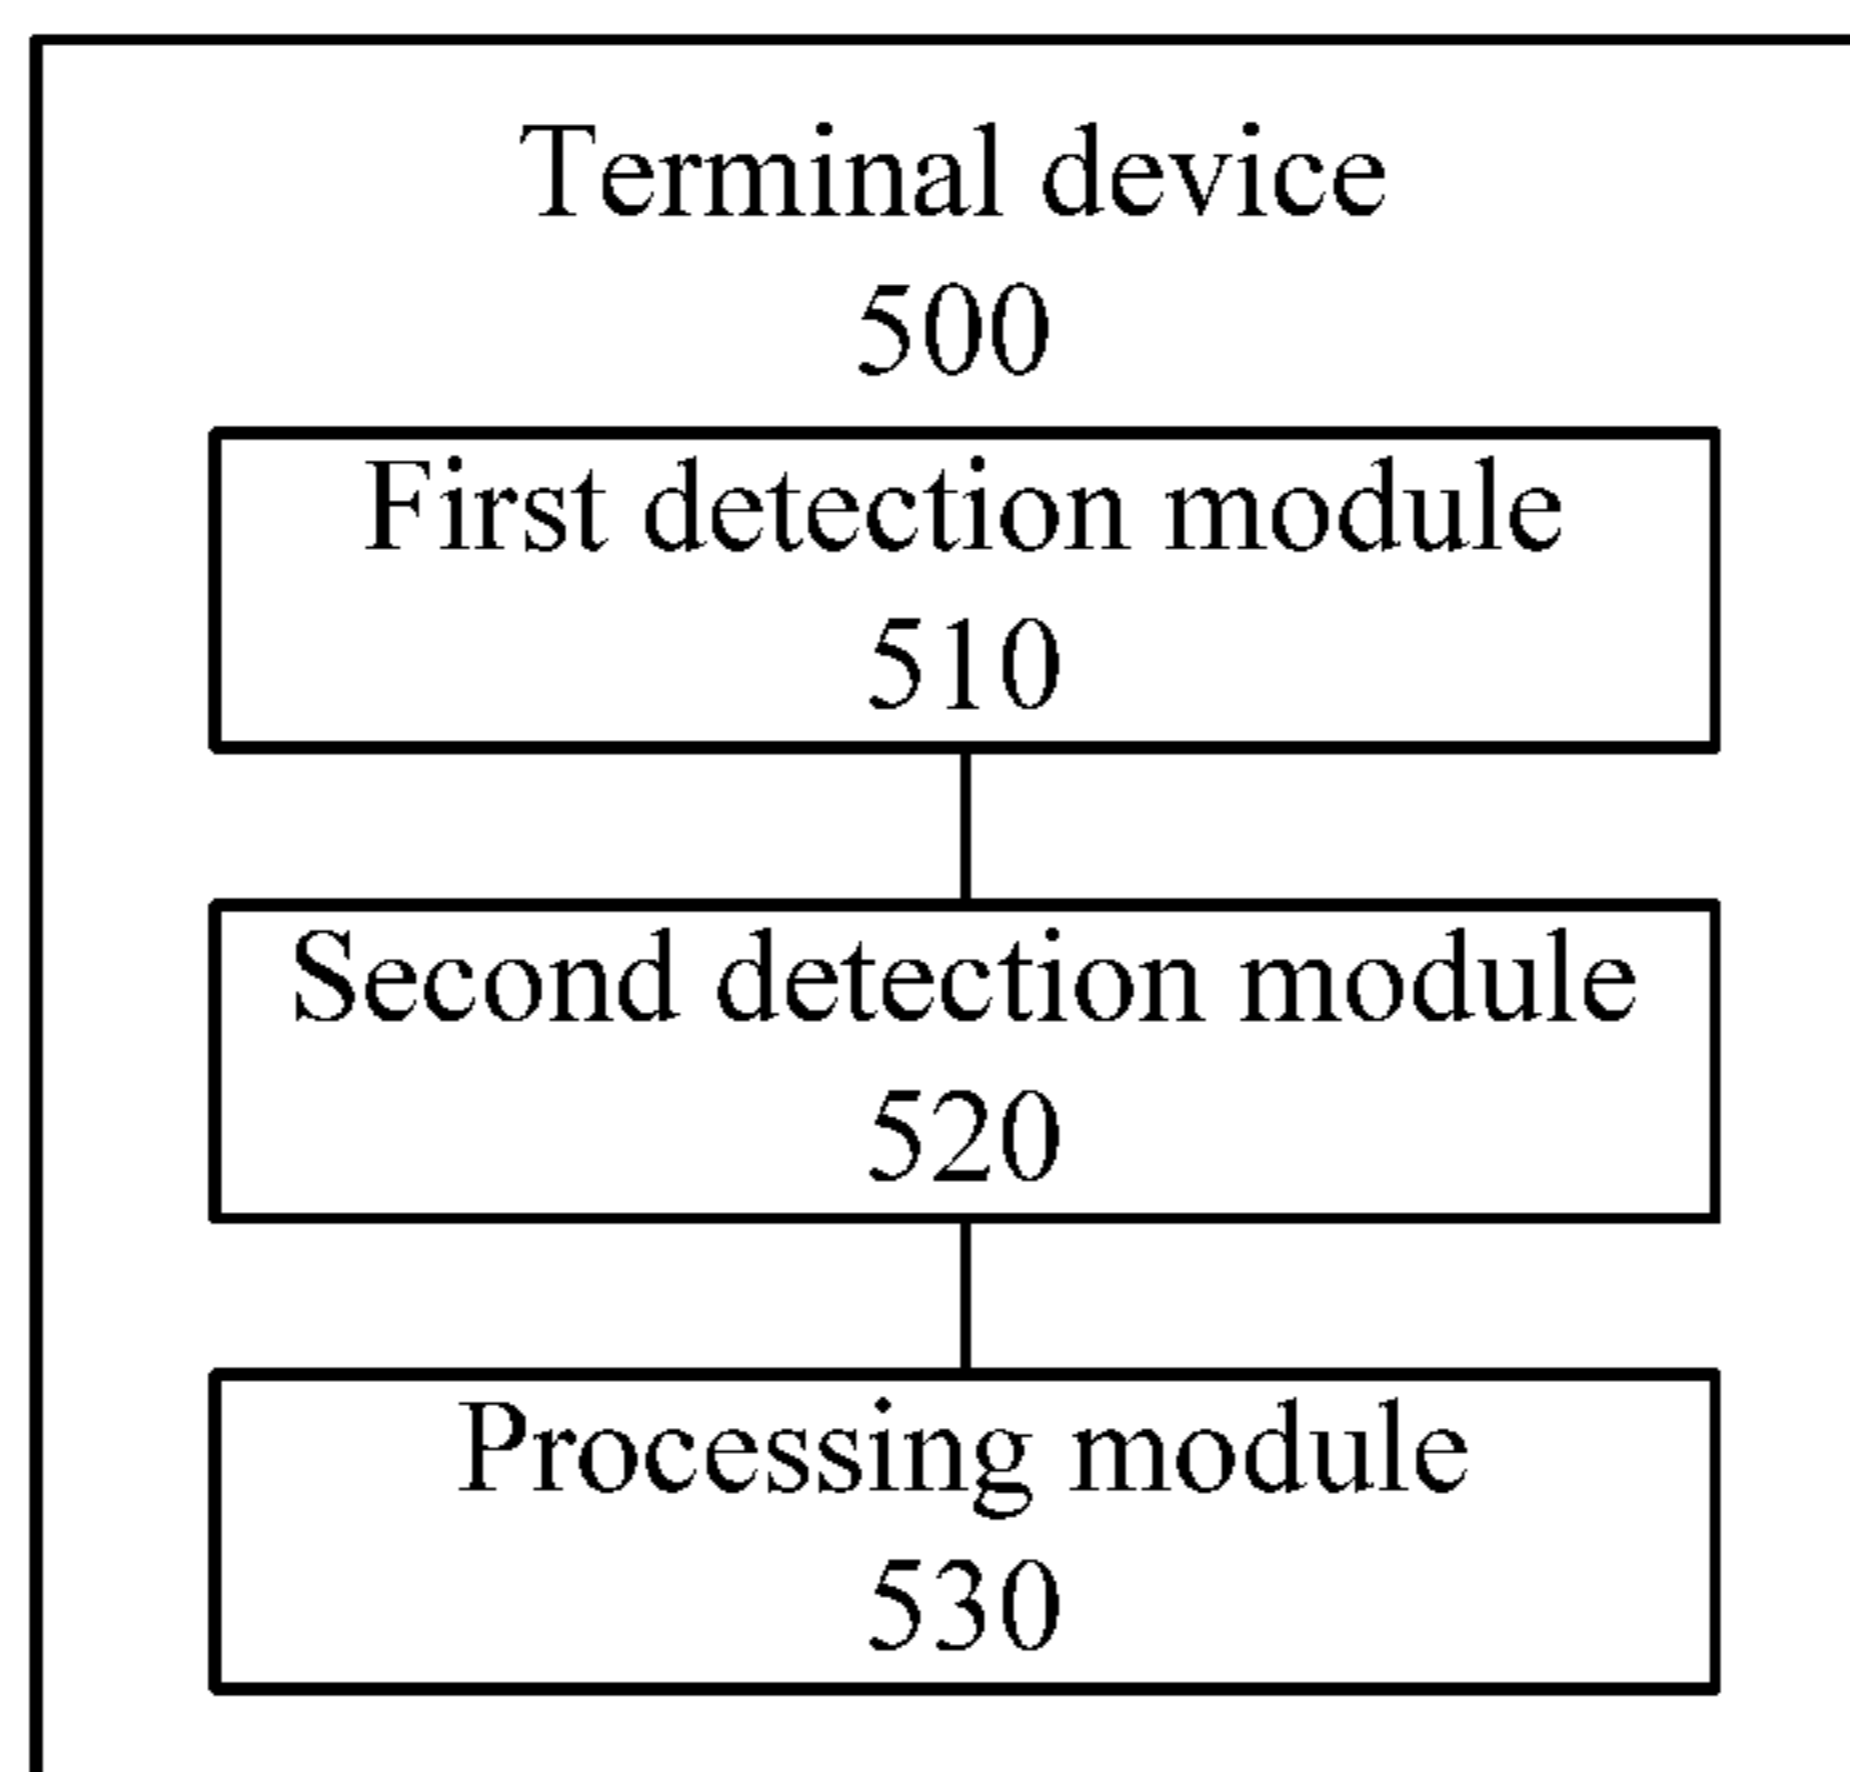 Terminal device
500
First detection module
510
Second detection module
520
Processing module
530